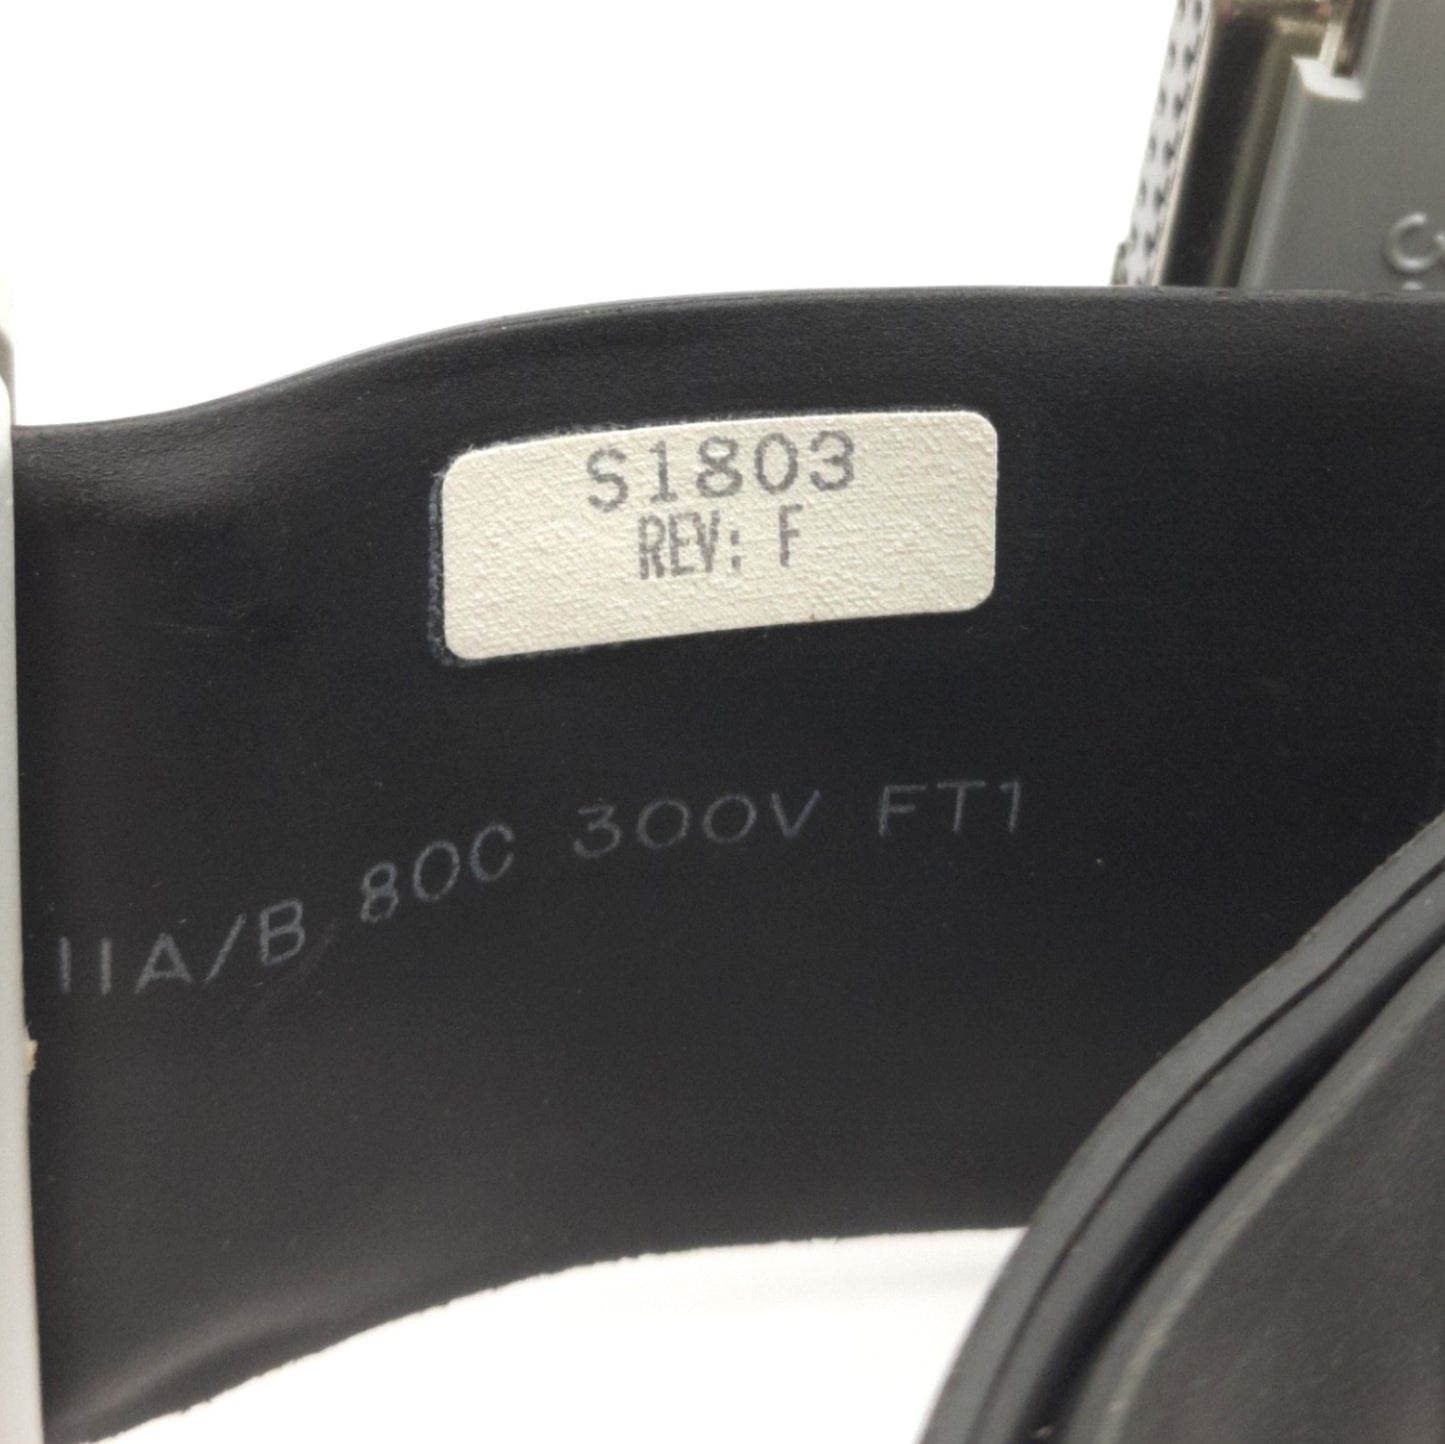 S1803
REV: F
IIA/B 80C 300V FT1